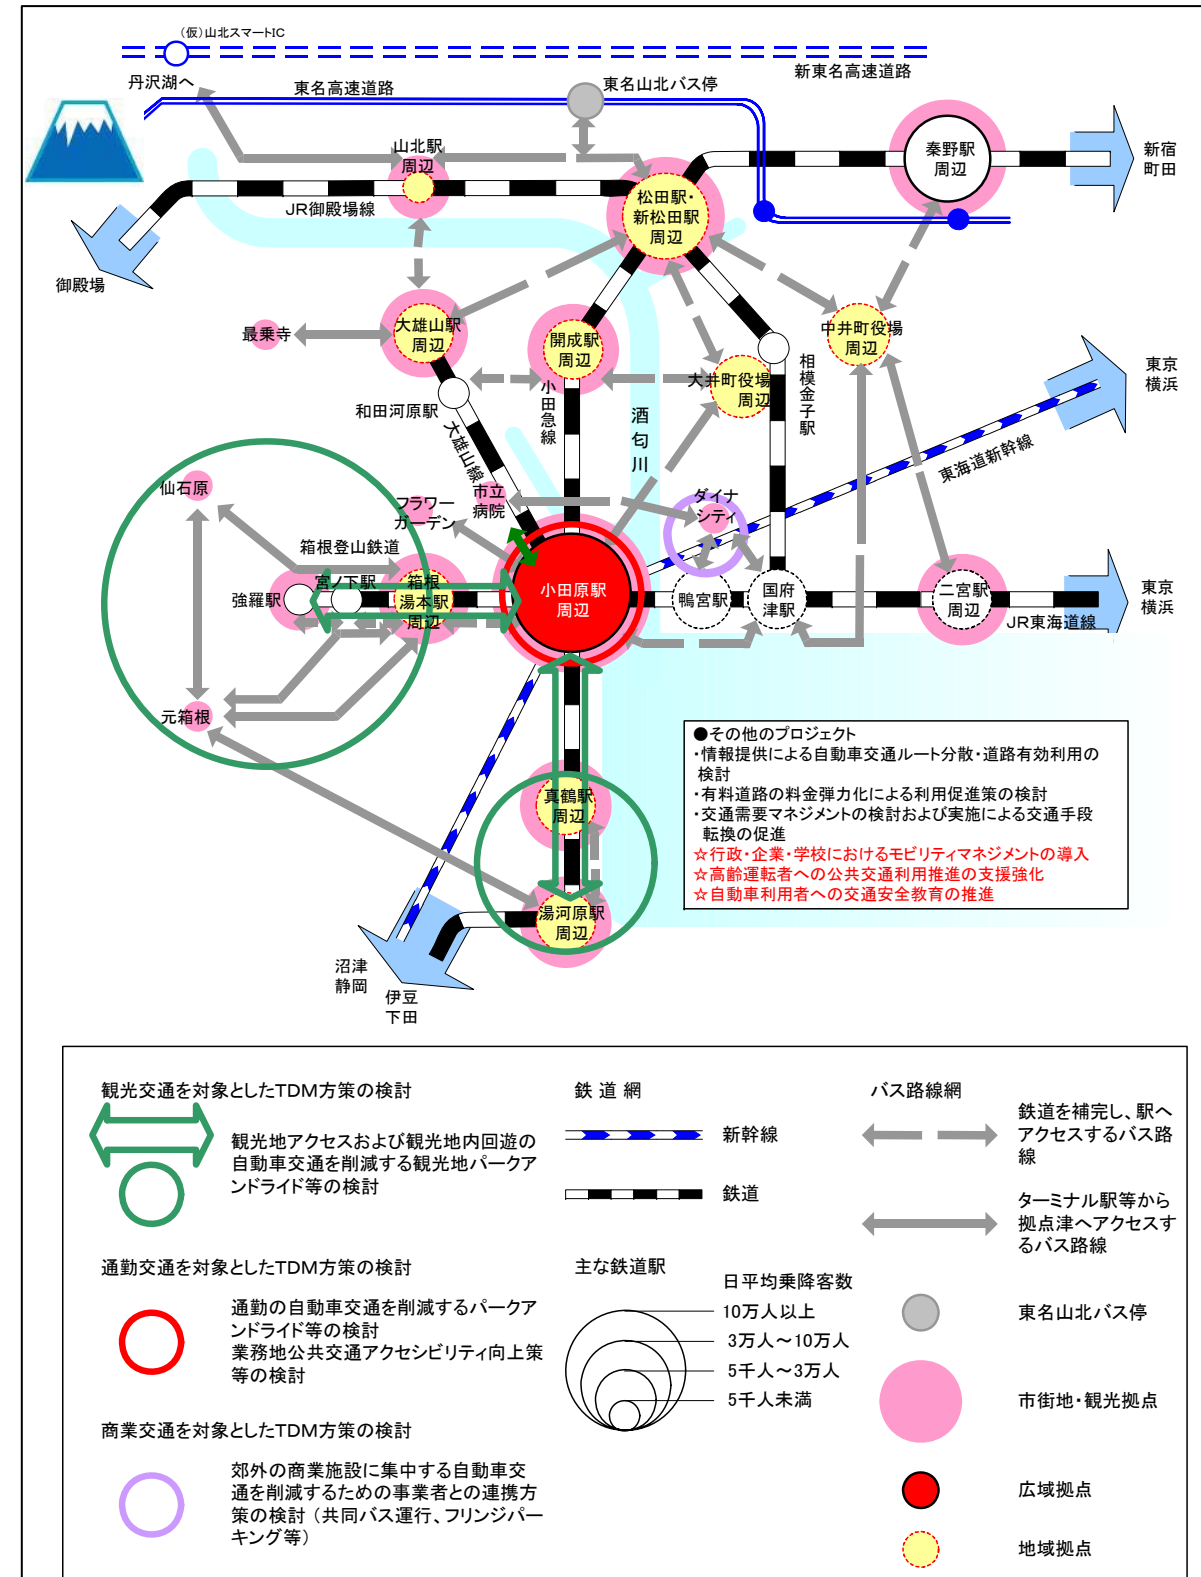 (仮)山北スマートIC
新東名高速道路
丹沢湖へ
東名高速道路
東名山北バス停
山北駅
周辺
秦野駅
周辺
新宿
町田
松田駅・
新松田駅
周辺
JR御殿場線
御殿場
最乗寺
大雄山駅
周辺
開成駅
周辺
中井町役場
周辺
大井町役場
周辺
相模金子駅
東京
横浜
和田河原駅
小田急線
大雄山線
酒匂川
東海道新幹線
仙石原
フラワー
ガーデン
市立
病院
ダイナ
シティ
箱根登山鉄道
強羅駅
宮ノ下駅
箱根
湯本駅
周辺
小田原駅
周辺
鴨宮駅
国府
津駅
二宮駅
周辺
東京
横浜
JR東海道線
元箱根
●その他のプロジェクト
・情報提供による自動車交通ルート分散・道路有効利用の
検討
・有料道路の料金弾力化による利用促進策の検討
・交通需要マネジメントの検討および実施による交通手段
転換の促進
☆行政・企業・学校におけるモビリティマネジメントの導入
☆高齢運転者への公共交通利用推進の支援強化
☆自動車利用者への交通安全教育の推進
真鶴駅
周辺
湯河原駅
周辺
沼津
静岡
伊豆
下田
観光交通を対象としたTDM方策の検討
観光地アクセスおよび観光地内回遊の
自動車交通を削減する観光地パークア
ンドライド等の検討
通勤交通を対象としたTDM方策の検討
通勤の自動車交通を削減するパークア
ンドライド等の検討
業務地公共交通アクセシビリティ向上策
等の検討
商業交通を対象としたTDM方策の検討
郊外の商業施設に集中する自動車交
通を削減するための事業者との連携方
策の検討(共同バス運行、フリンジパー
キング等)
鉄道網
新幹線
鉄道
主な鉄道駅
日平均乗降客数
10万人以上
3万人～10万人
5千人～3万人
5千人未満
バス路線網
鉄道を補完し、駅へ
アクセスするバス路
線
ターミナル駅等から
拠点津へアクセスす
るバス路線
東名山北バス停
市街地・観光拠点
広域拠点
地域拠点